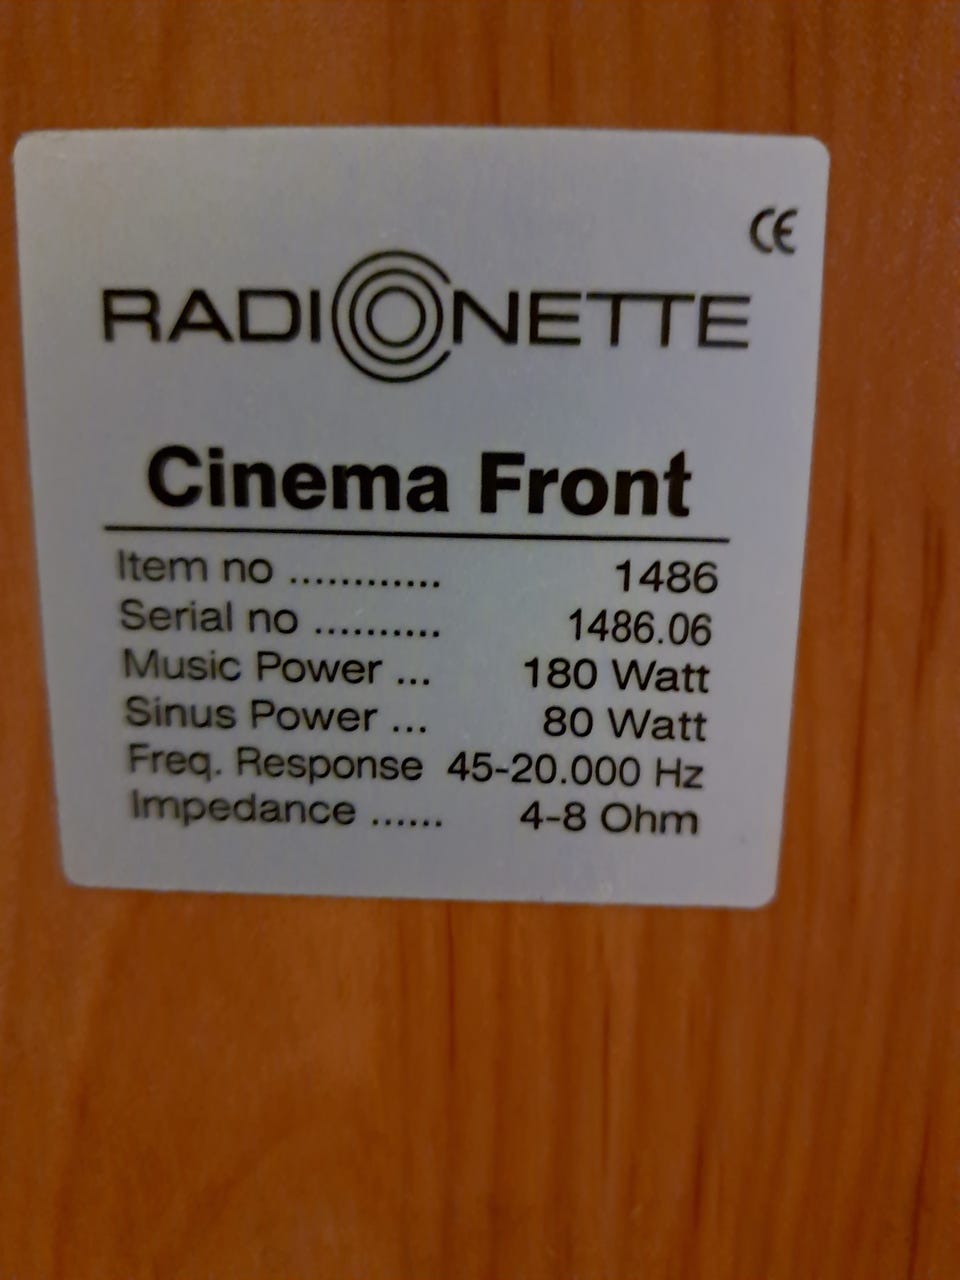 CE
RADIONETTE
Cinema Front
Item no ............ 1486
Serial no .......... 1486.06
Music Power ... 180 Watt
Sinus Power ... 80 Watt
Freq. Response 45-20.000 Hz
Impedance ...... 4-8 Ohm